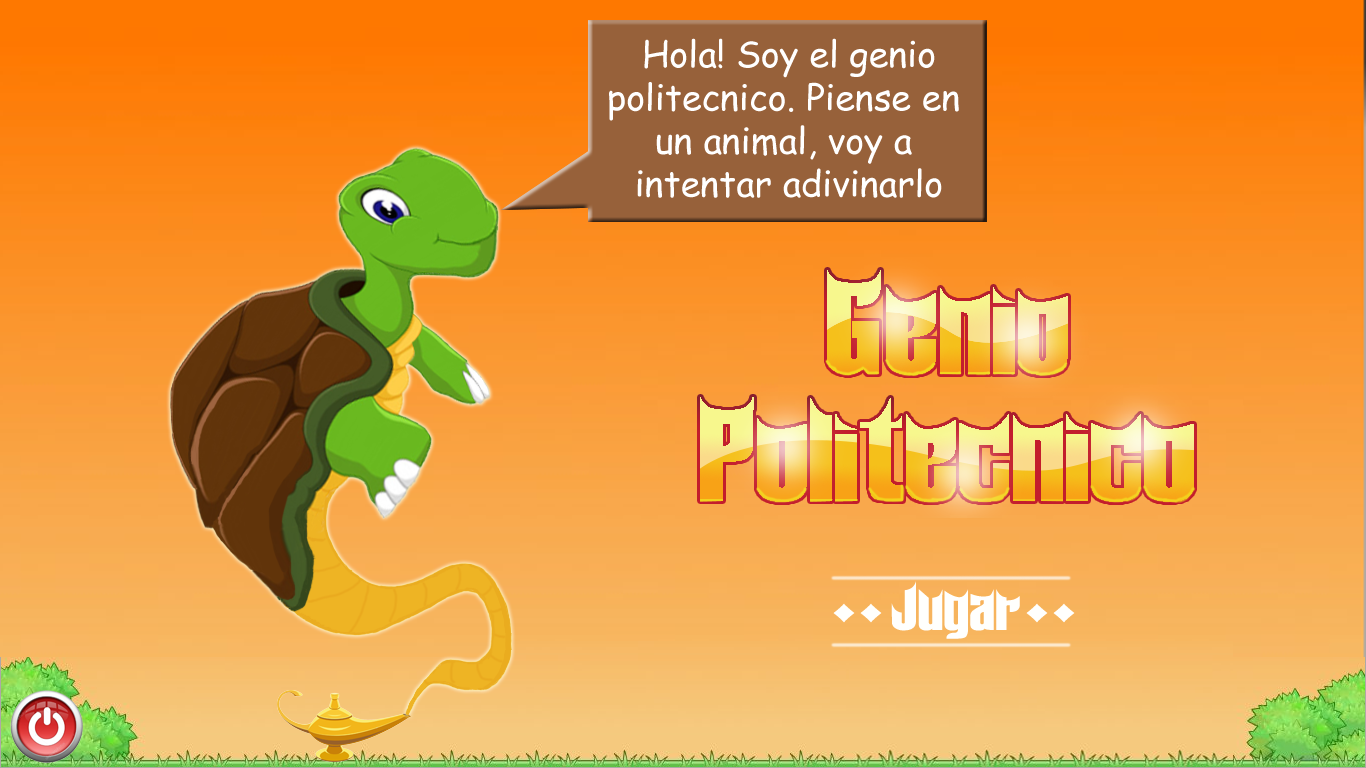 Hola! Soy el genio
politecnico. Piense en
un animal, voy a
intentar adivinarlo
Genio
Politecnico
Jugar